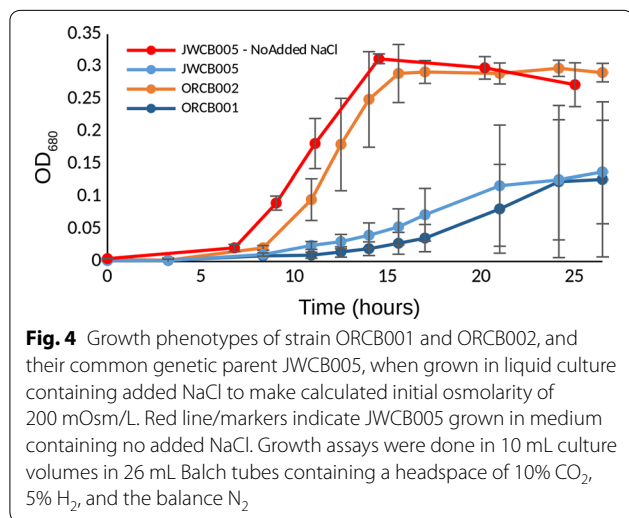 0.35
0.3
0.25
0.2
0.15
0.1
0.05
0
OD680
JWCB005 - NoAdded NaCl
JWCB005
ORCB002
ORCB001
5
10
15
20
25
Time (hours)
Fig. 4 Growth phenotypes of strain ORCB001 and ORCB002, and
their common genetic parent JWCB005, when grown in liquid culture
containing added NaCl to make calculated initial osmolarity of
200 mOsm/L. Red line/markers indicate JWCB005 grown in medium
containing no added NaCl. Growth assays were done in 10 mL culture
volumes in 26 mL Balch tubes containing a headspace of 10% CO2,
5% H2, and the balance N2